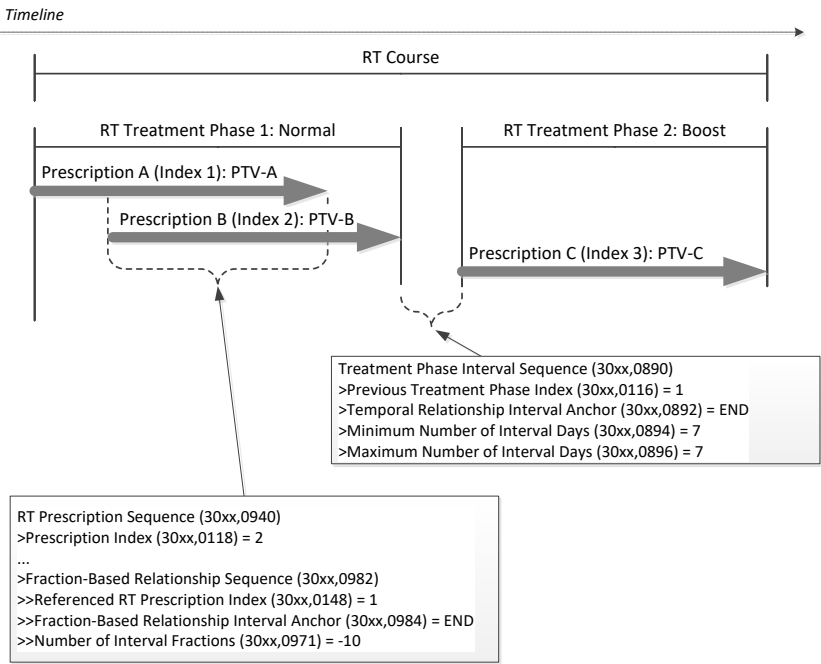 Timeline
RT Course
RT Treatment Phase 1: Normal
RT Treatment Phase 2: Boost
Prescription A (Index 1): PTV-A
Prescription B (Index 2): PTV-B
Prescription C (Index 3): PTV-C
Treatment Phase Interval Sequence (30xx,0890)
>Previous Treatment Phase Index (30xx,0116) = 1
>Temporal Relationship Interval Anchor (30xx,0892) = END
>Minimum Number of Interval Days (30xx,0894) = 7
>Maximum Number of Interval Days (30xx,0896) = 7
RT Prescription Sequence (30xx,0940)
>Prescription Index (30xx,0118) = 2
...
>Fraction-Based Relationship Sequence (30xx,0982)
>>Referenced RT Prescription Index (30xx,0148) = 1
>>Fraction-Based Relationship Interval Anchor (30xx,0984) = END
>>Number of Interval Fractions (30xx,0971) = -10